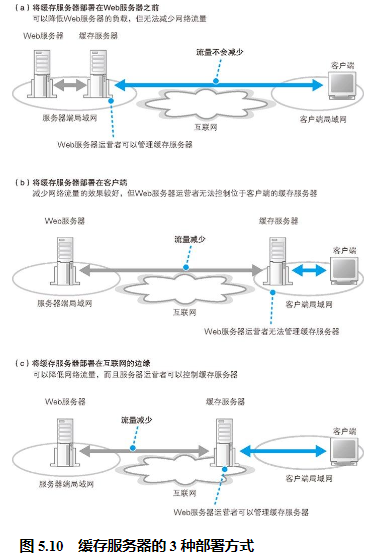 （a）将缓存服务器部署在Web服务器之前
可以降低Web服务器的负载，但无法减少网络流量
Web服务器 缓存服务器
流量不会减少
客户端
互联网
服务器端局域网
客户端局域网
Web服务器运营者可以管理缓存服务器
（b）将缓存服务器部署在客户端
减少网络流量的效果较好，但Web服务器运营者无法控制位于客户端的缓存服务器
Web服务器
缓存服务器
流量减少
客户端
服务器端局域网
互联网
客户端局域网
Web服务器运营者无法管理缓存服务器
（c）将缓存服务器部署在互联网的边缘
可以降低网络流量，而且服务器运营者可以控制缓存服务器
Web服务器
缓存服务器
流量减少
客户端
服务器端局域网
互联网
客户端局域网
Web服务器运营者可以管理缓存服务器
图 5.10 缓存服务器的 3 种部署方式